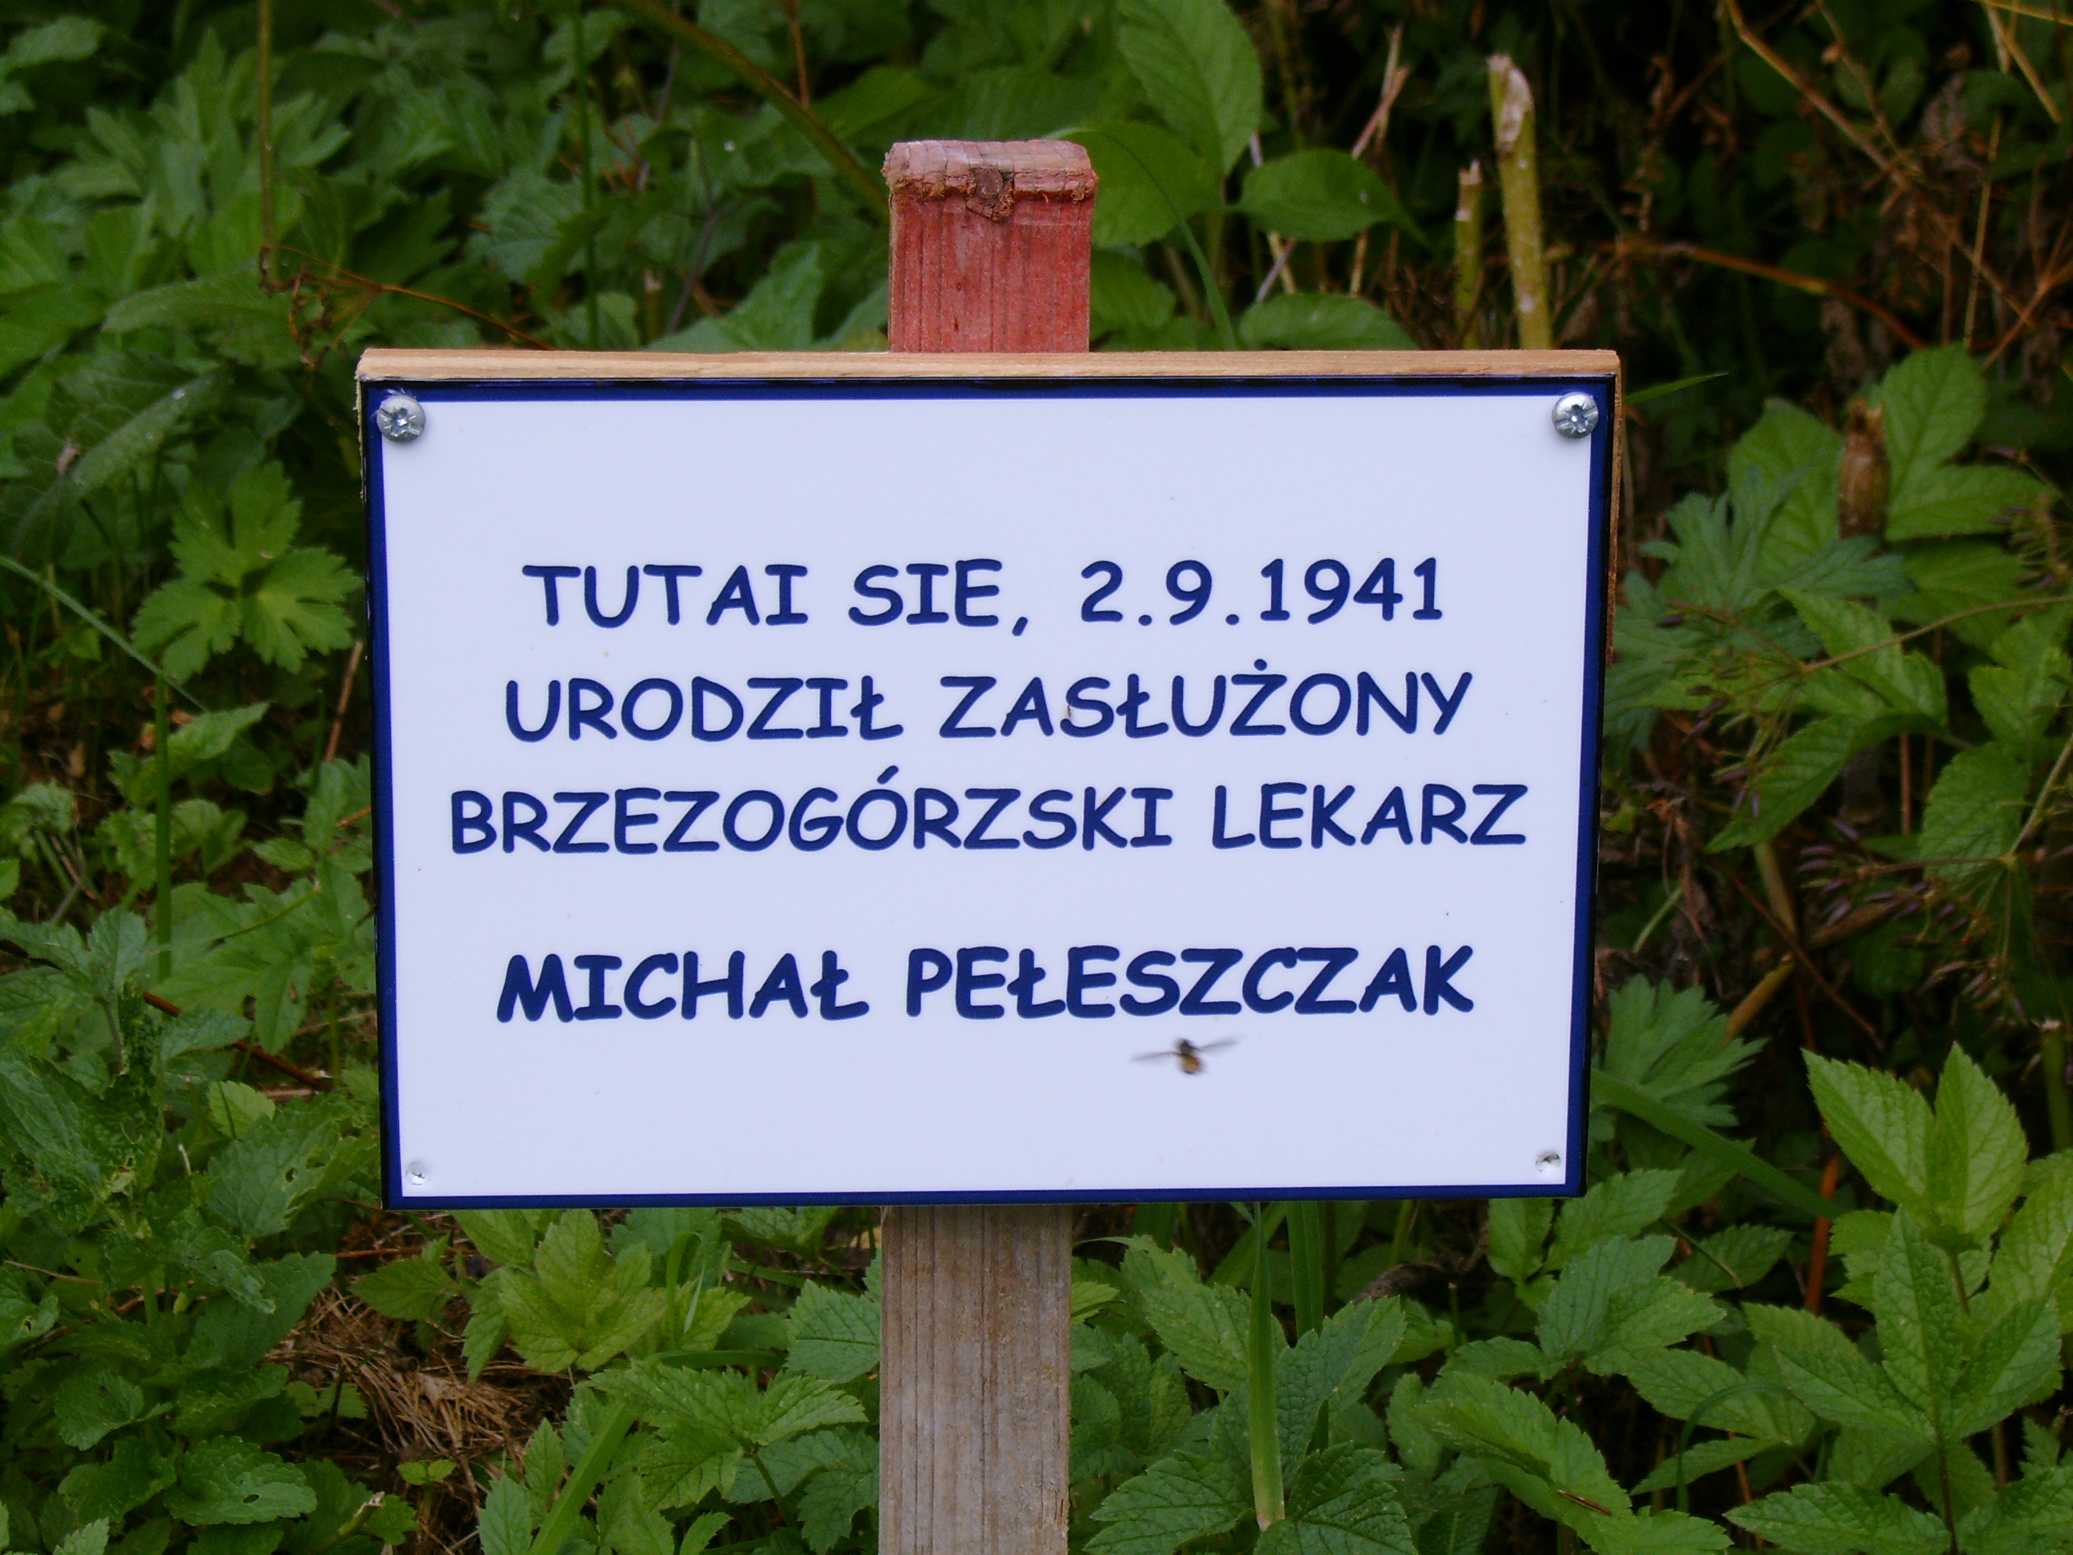 TUTAI SIE, 2.9.1941
URODZIŁ ZASŁUŻONY
BRZEZOGÓRZSKI LEKARZ
MICHAŁ PEŁESZCZAK